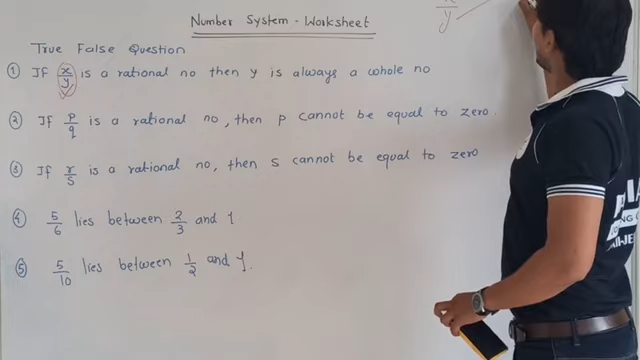 Number System - Worksheet
x
y
True False Question
① If x/y is a rational no then y is always a whole no
② If p/q is a rational no, then p cannot be equal to zero.
③ If r/s is a rational no, then s cannot be equal to zero
④ 5/6 lies between 2/3 and 1
⑤ 5/10 lies between 1/2 and 1.